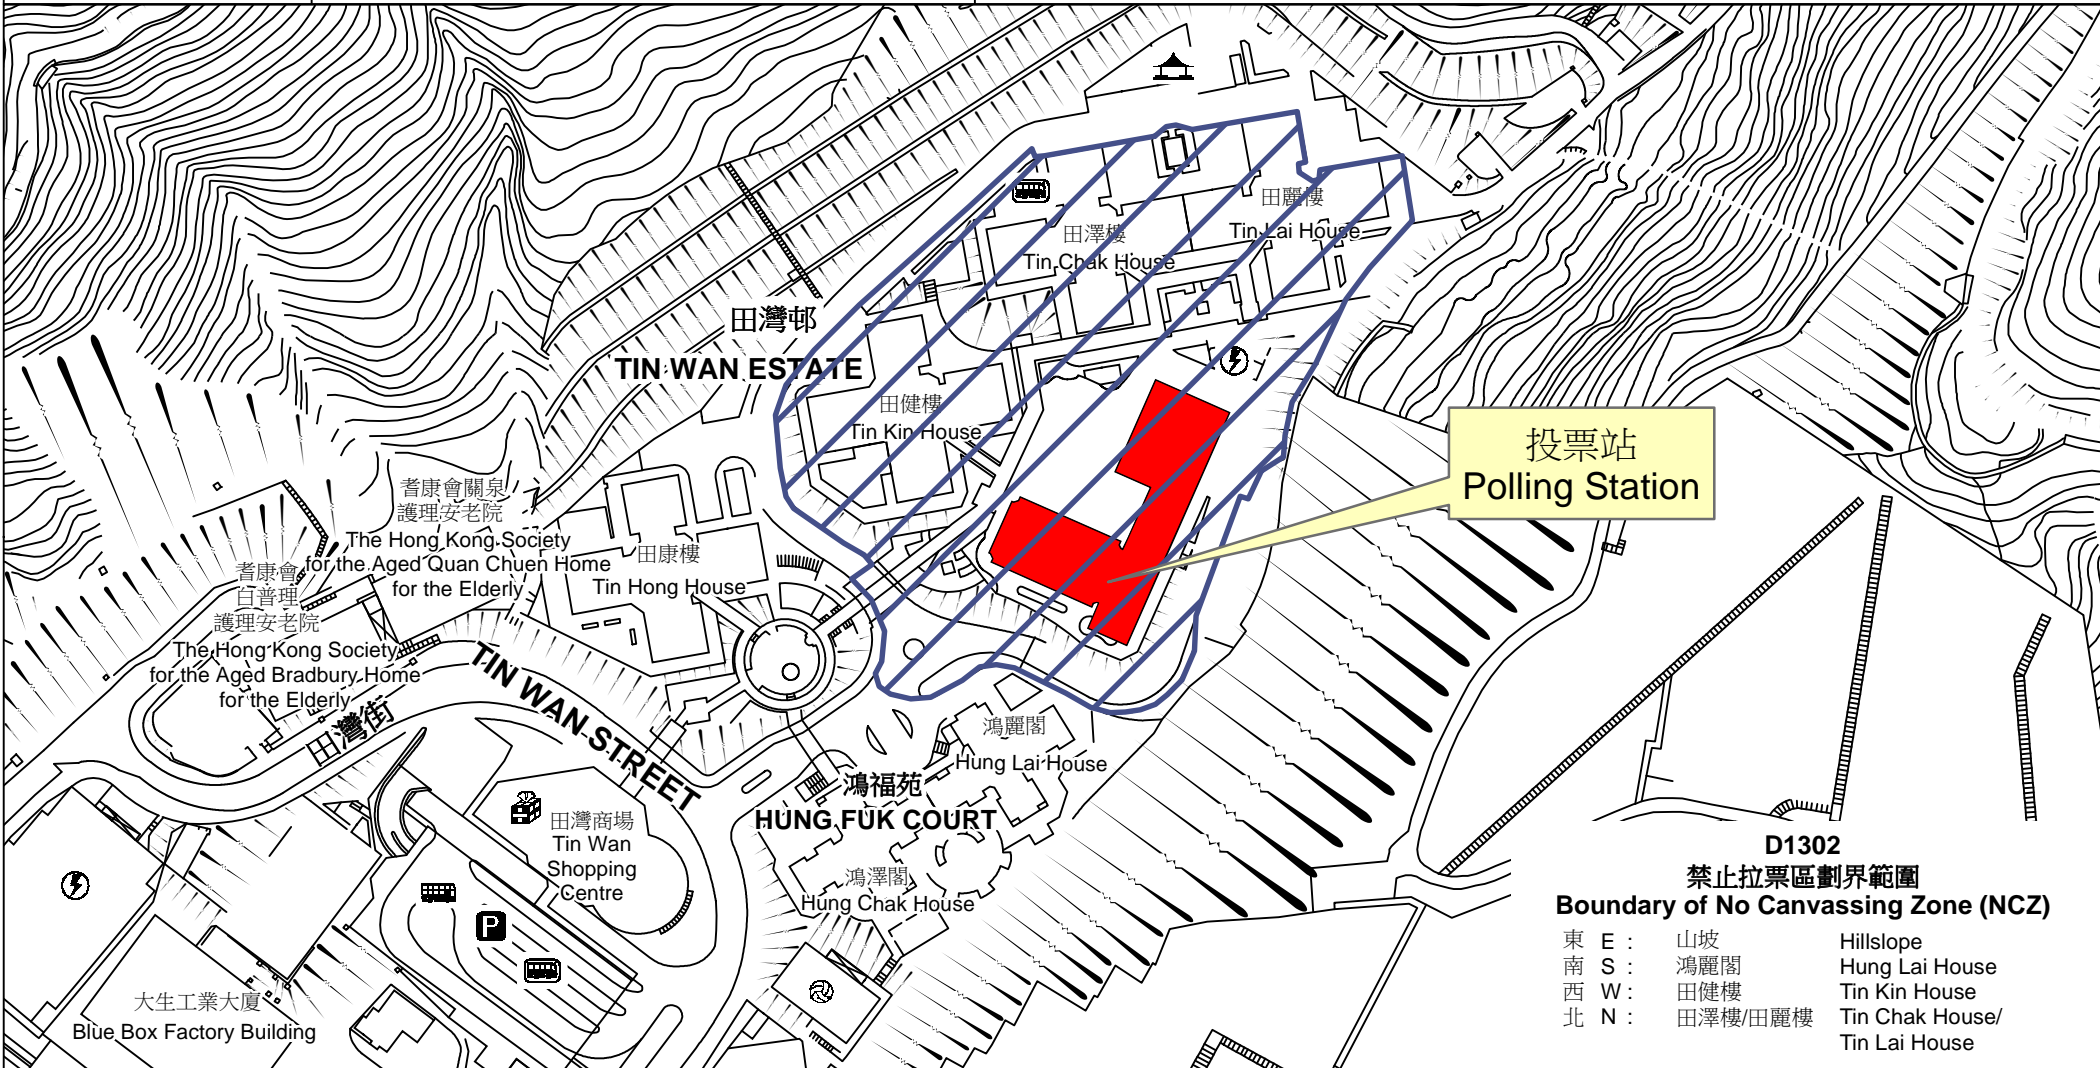 田麗樓
Tin Lai House
田澤樓
Tin Chak House
田灣邨
TIN WAN ESTATE
田健樓
Tin Kin House
投票站
Polling Station
耆康會關泉
護理安老院
The Hong Kong Society
for the Aged Quan Chuen Home
for the Elderly
田康樓
Tin Hong House
耆康會
百普理
護理安老院
The Hong Kong Society
for the Aged Bradbury Home
for the Elderly
田灣街
TIN WAN STREET
鴻麗閣
Hung Lai House
鴻福苑
HUNG FUK COURT
田灣商場
Tin Wan
Shopping
Centre
鴻澤閣
Hung Chak House
P
大生工業大廈
Blue Box Factory Building
D1302
禁止拉票區劃界範圍
Boundary of No Canvassing Zone (NCZ)
東 E : 山坡 Hillslope
南 S : 鴻麗閣 Hung Lai House
西 W : 田健樓 Tin Kin House
北 N : 田澤樓/田麗樓 Tin Chak House/
Tin Lai House